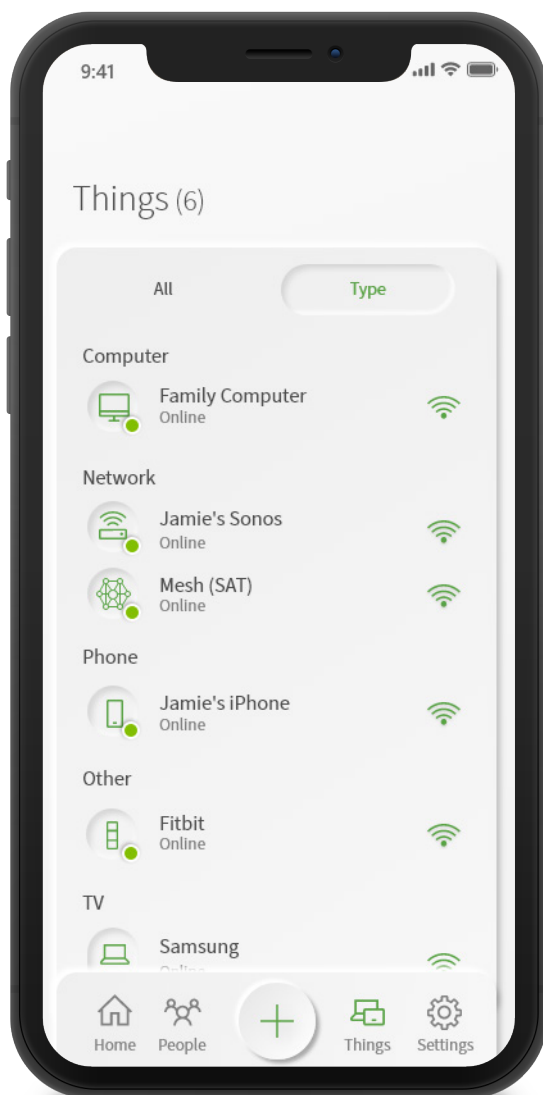 9:41
Things (6)
All Type
Computer
Family Computer
Online
Network
Jamie's Sonos
Online
Mesh (SAT)
Online
Phone
Jamie's iPhone
Online
Other
Fitbit
Online
TV
Samsung
Online
Home People Things Settings